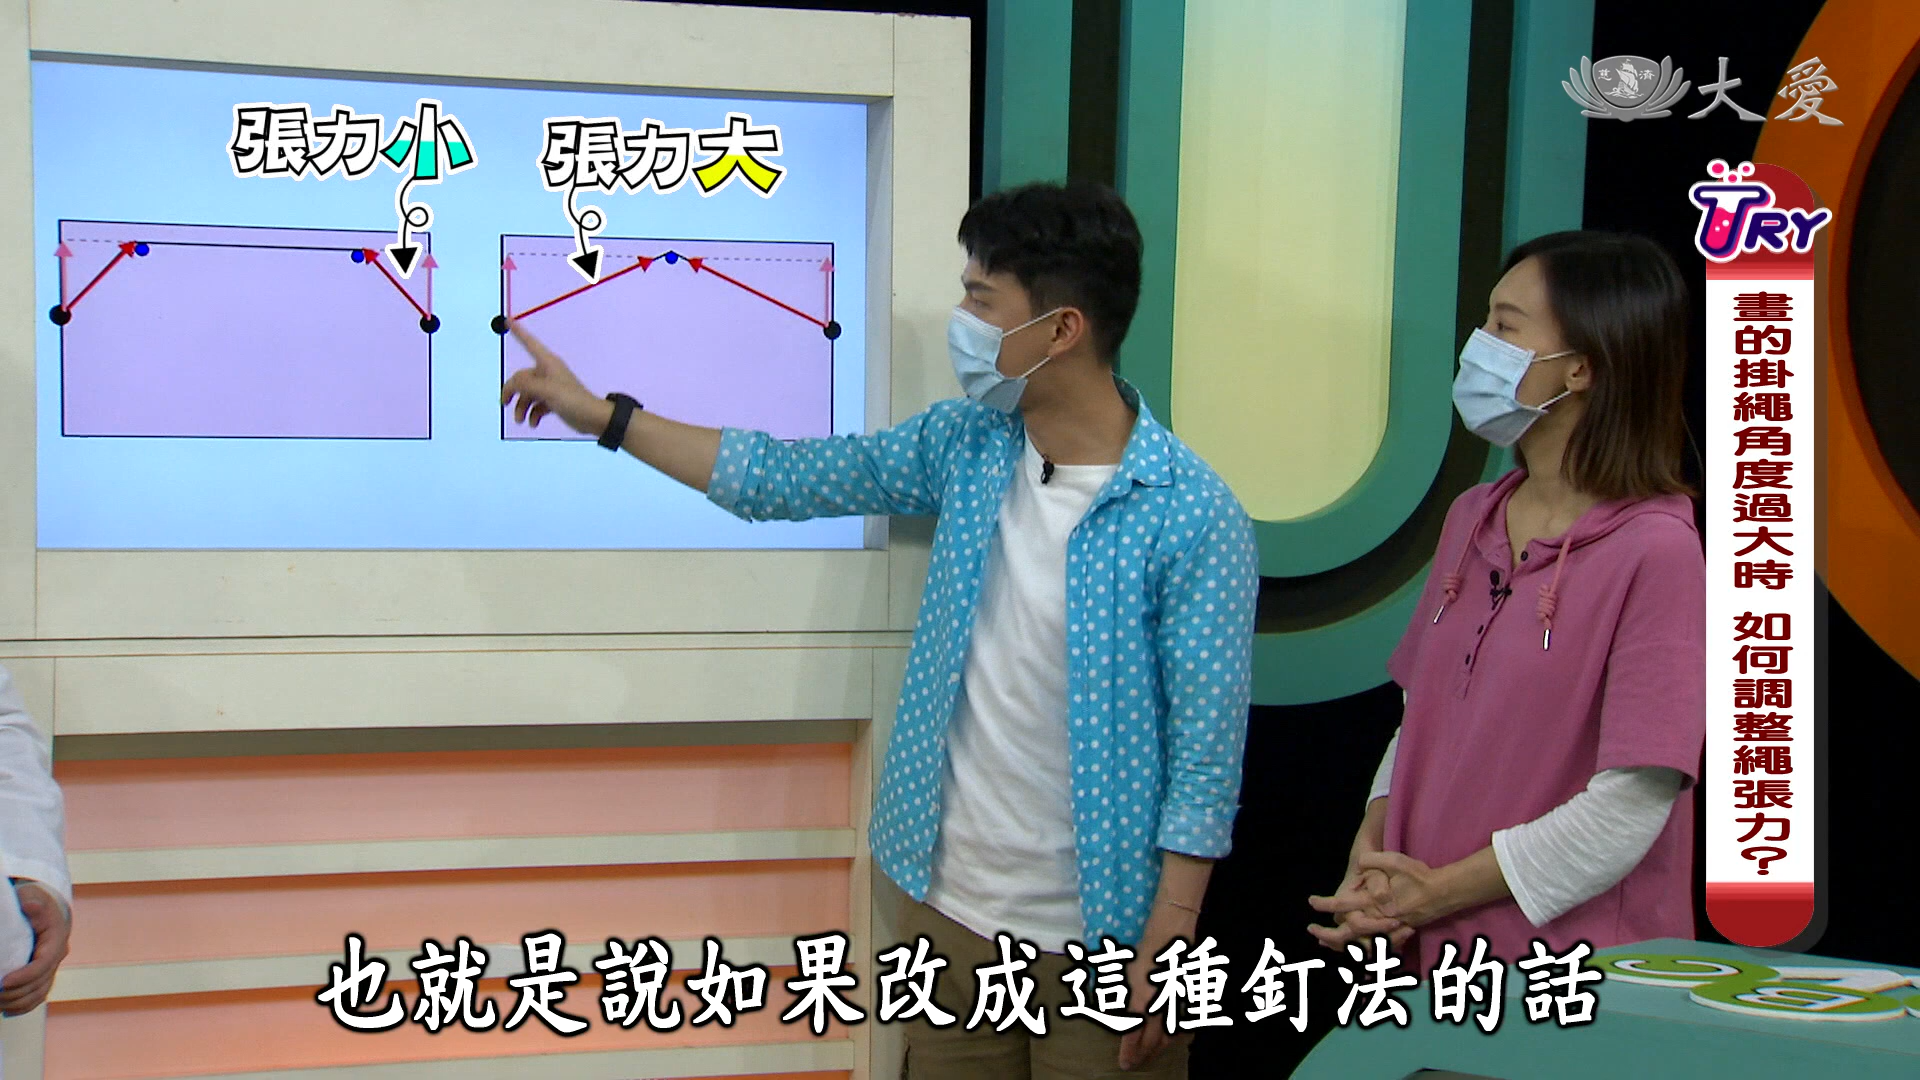 張力小
張力大
慈濟
大愛
TRY
畫的掛繩角度過大時 如何調整繩張力?
也就是說如果改成這種釘法的話